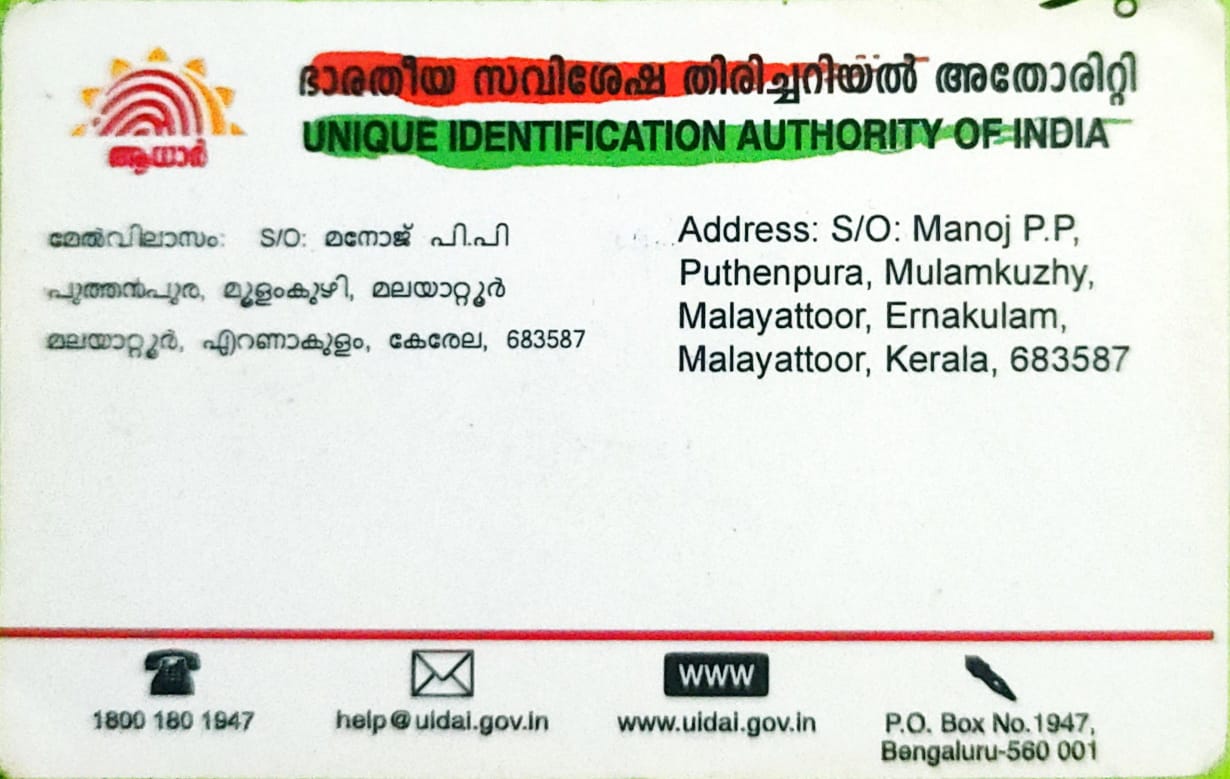 ആധാർ
ഭാരതീയ സവിശേഷ തിരിച്ചറിയൽ അതോരിറ്റി
UNIQUE IDENTIFICATION AUTHORITY OF INDIA
മേൽവിലാസം: S/O: മനോജ് പി.പി
പുത്തൻപുര, മൂളംകുഴി, മലയാറ്റൂർ
മലയാറ്റൂർ, എറണാകുളം, കേരേല, 683587
Address: S/O: Manoj P.P,
Puthenpura, Mulamkuzhy,
Malayattoor, Ernakulam,
Malayattoor, Kerala, 683587
1800 180 1947
help@uidai.gov.in
www
www.uidai.gov.in
P.O. Box No.1947,
Bengaluru-560 001